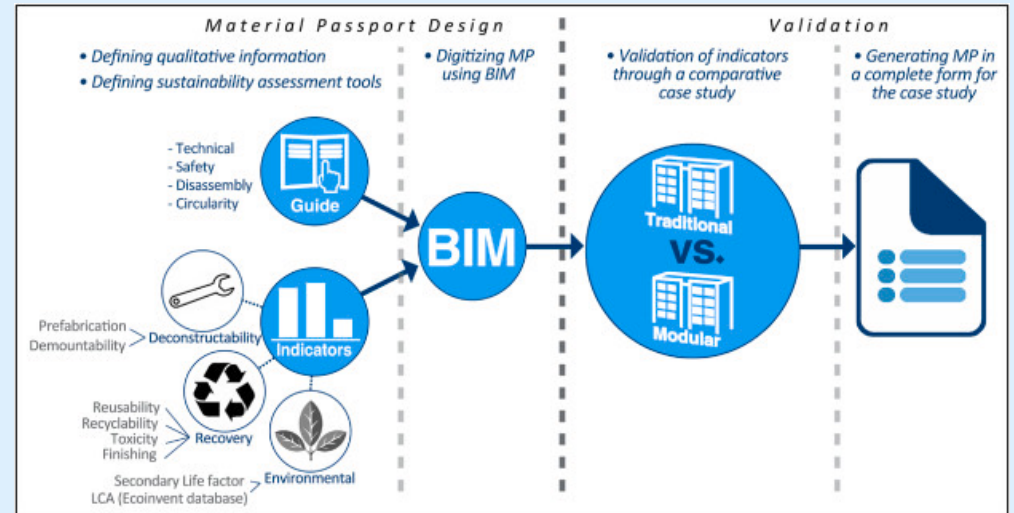 Material Passport Design
Validation
• Defining qualitative information
• Defining sustainability assessment tools
• Digitizing MP
using BIM
• Validation of indicators
through a comparative
case study
• Generating MP in
a complete form for
the case study
- Technical
- Safety
- Disassembly
- Circularity
Guide
BIM
Traditional
VS.
Modular
Prefabrication
Demountability
Deconstructability
Indicators
Reusability
Recyclability
Toxicity
Finishing
Recovery
Secondary Life factor
LCA (Ecoinvent database)
Environmental